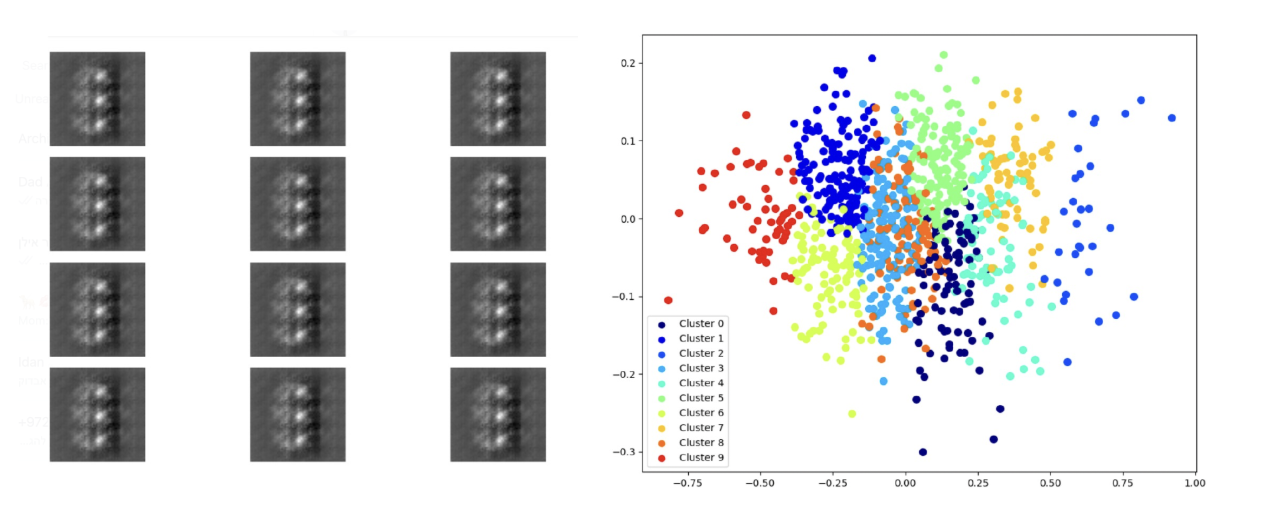 0.2
0.1
0.0
−0.1
−0.2
−0.3
Cluster 0
Cluster 1
Cluster 2
Cluster 3
Cluster 4
Cluster 5
Cluster 6
Cluster 7
Cluster 8
Cluster 9
−0.75 −0.50 −0.25 0.00 0.25 0.50 0.75 1.00